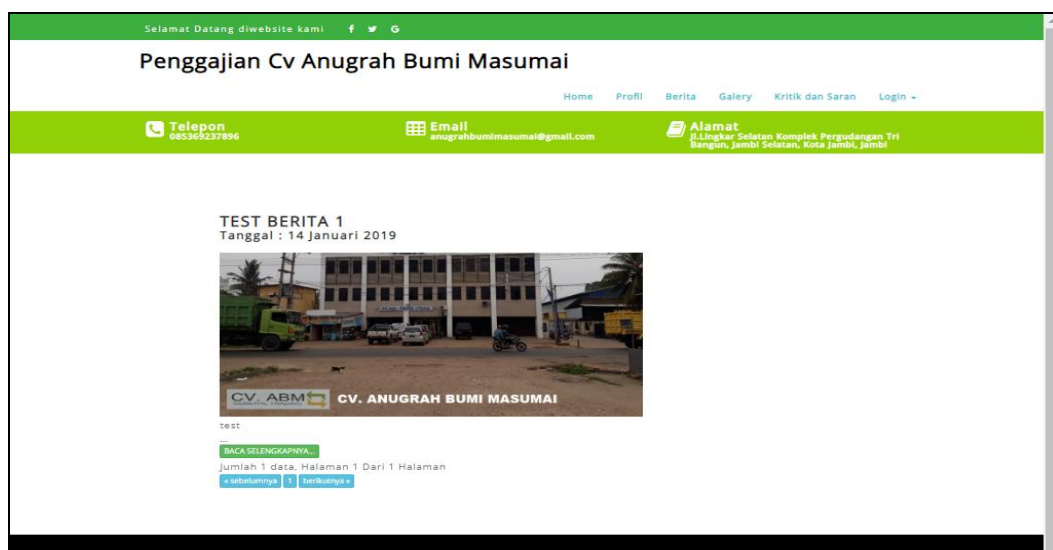 Selamat Datang diwebsite kami
Penggajian Cv Anugrah Bumi Masumai
Home Profil Berita Galery Kritik dan Saran Login
Telepon
085369237896
Email
anugrahbumimasumai@gmail.com
Alamat
Jl.Lingkar Selatan Komplek Pergudangan Tri
Bangun, Jambi Selatan, Kota Jambi, Jambi
TEST BERITA 1
Tanggal : 14 Januari 2019
CV. ABM
GENERAL TRADING
CV. ANUGRAH BUMI MASUMAI
test
...
BACA SELENGKAPNYA...
Jumlah 1 data, Halaman 1 Dari 1 Halaman
« sebelumnya 1 berikutnya »